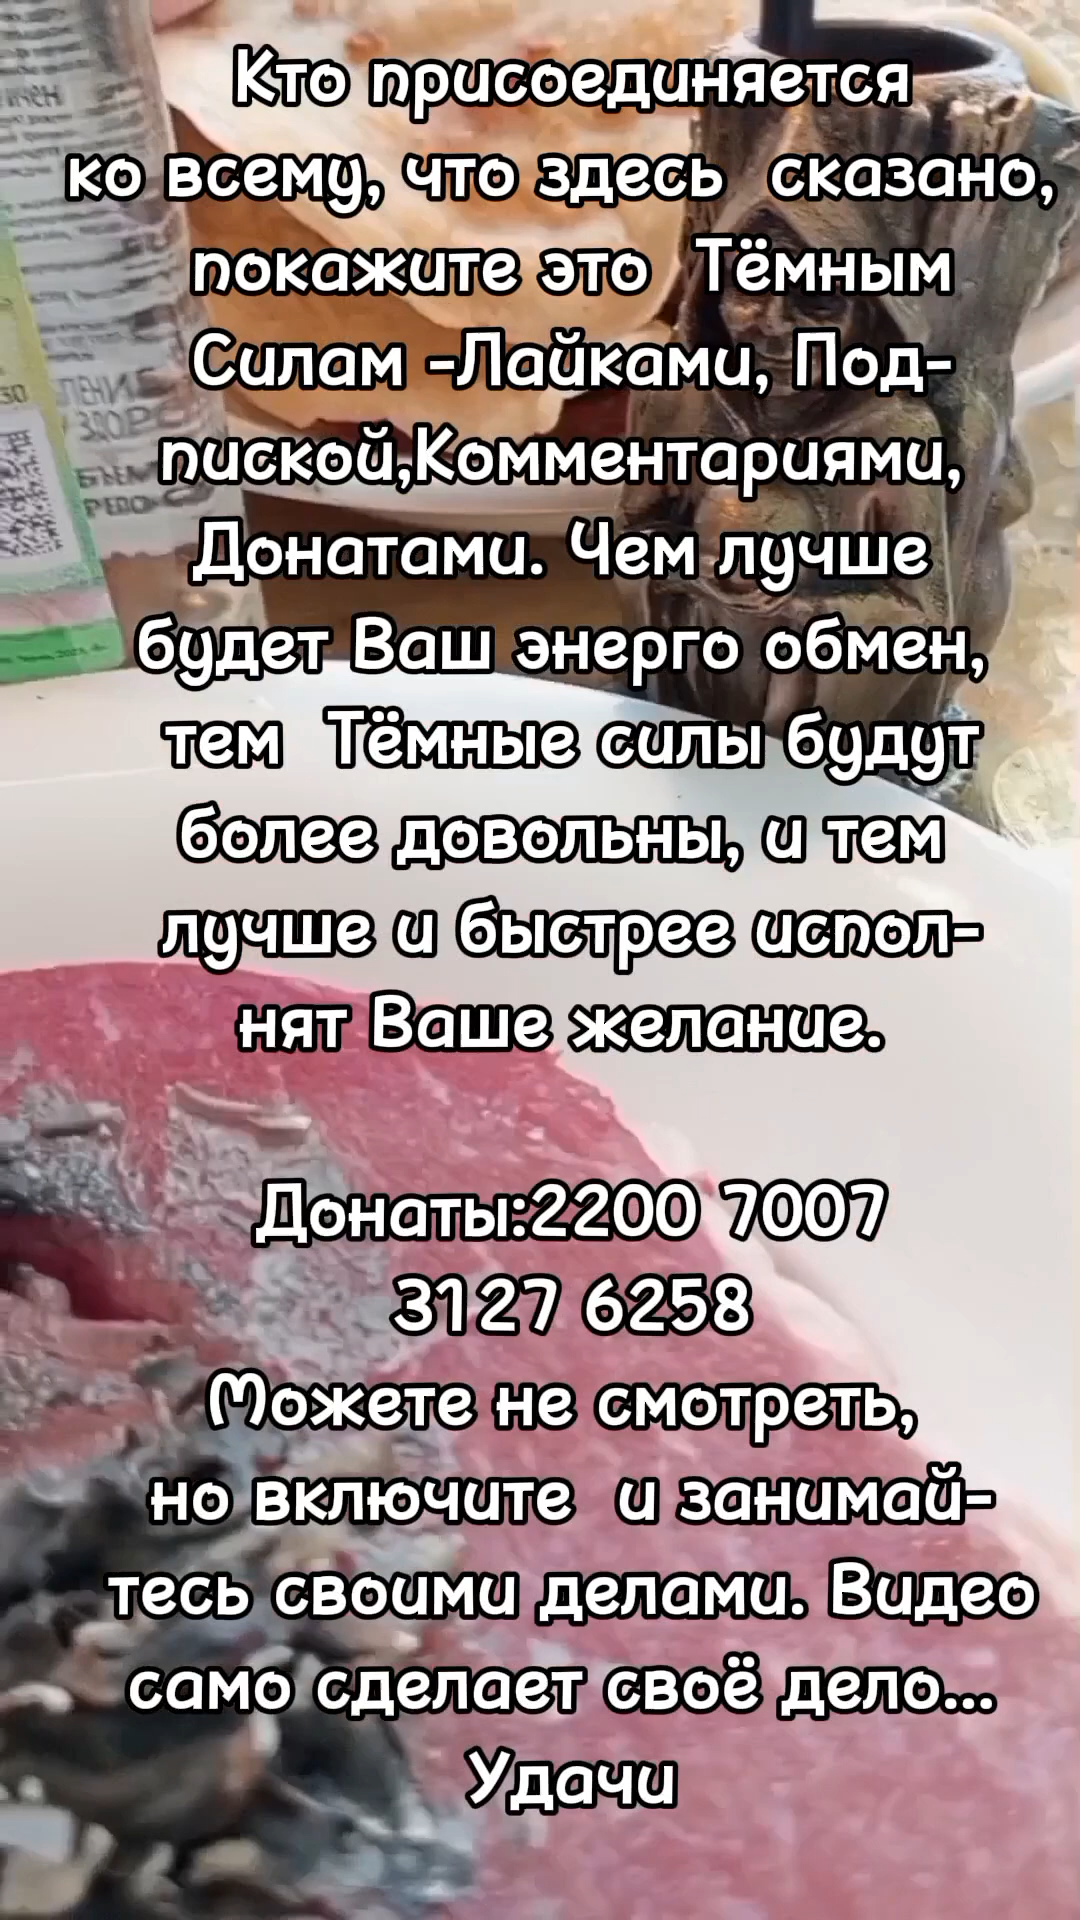 Кто присоединяется
ко всему, что здесь сказано,
покажите это Тёмным
Силам -Лайками, Под-
пиской,Комментариями,
Донатами. Чем лучше
будет Ваш энерго обмен,
тем Тёмные силы будут
более довольны, и тем
лучше и быстрее испол-
нят Ваше желание.
Донаты:2200 7007
3127 6258
Можете не смотреть,
но включите и занимай-
тесь своими делами. Видео
само сделает своё дело...
Удачи
30